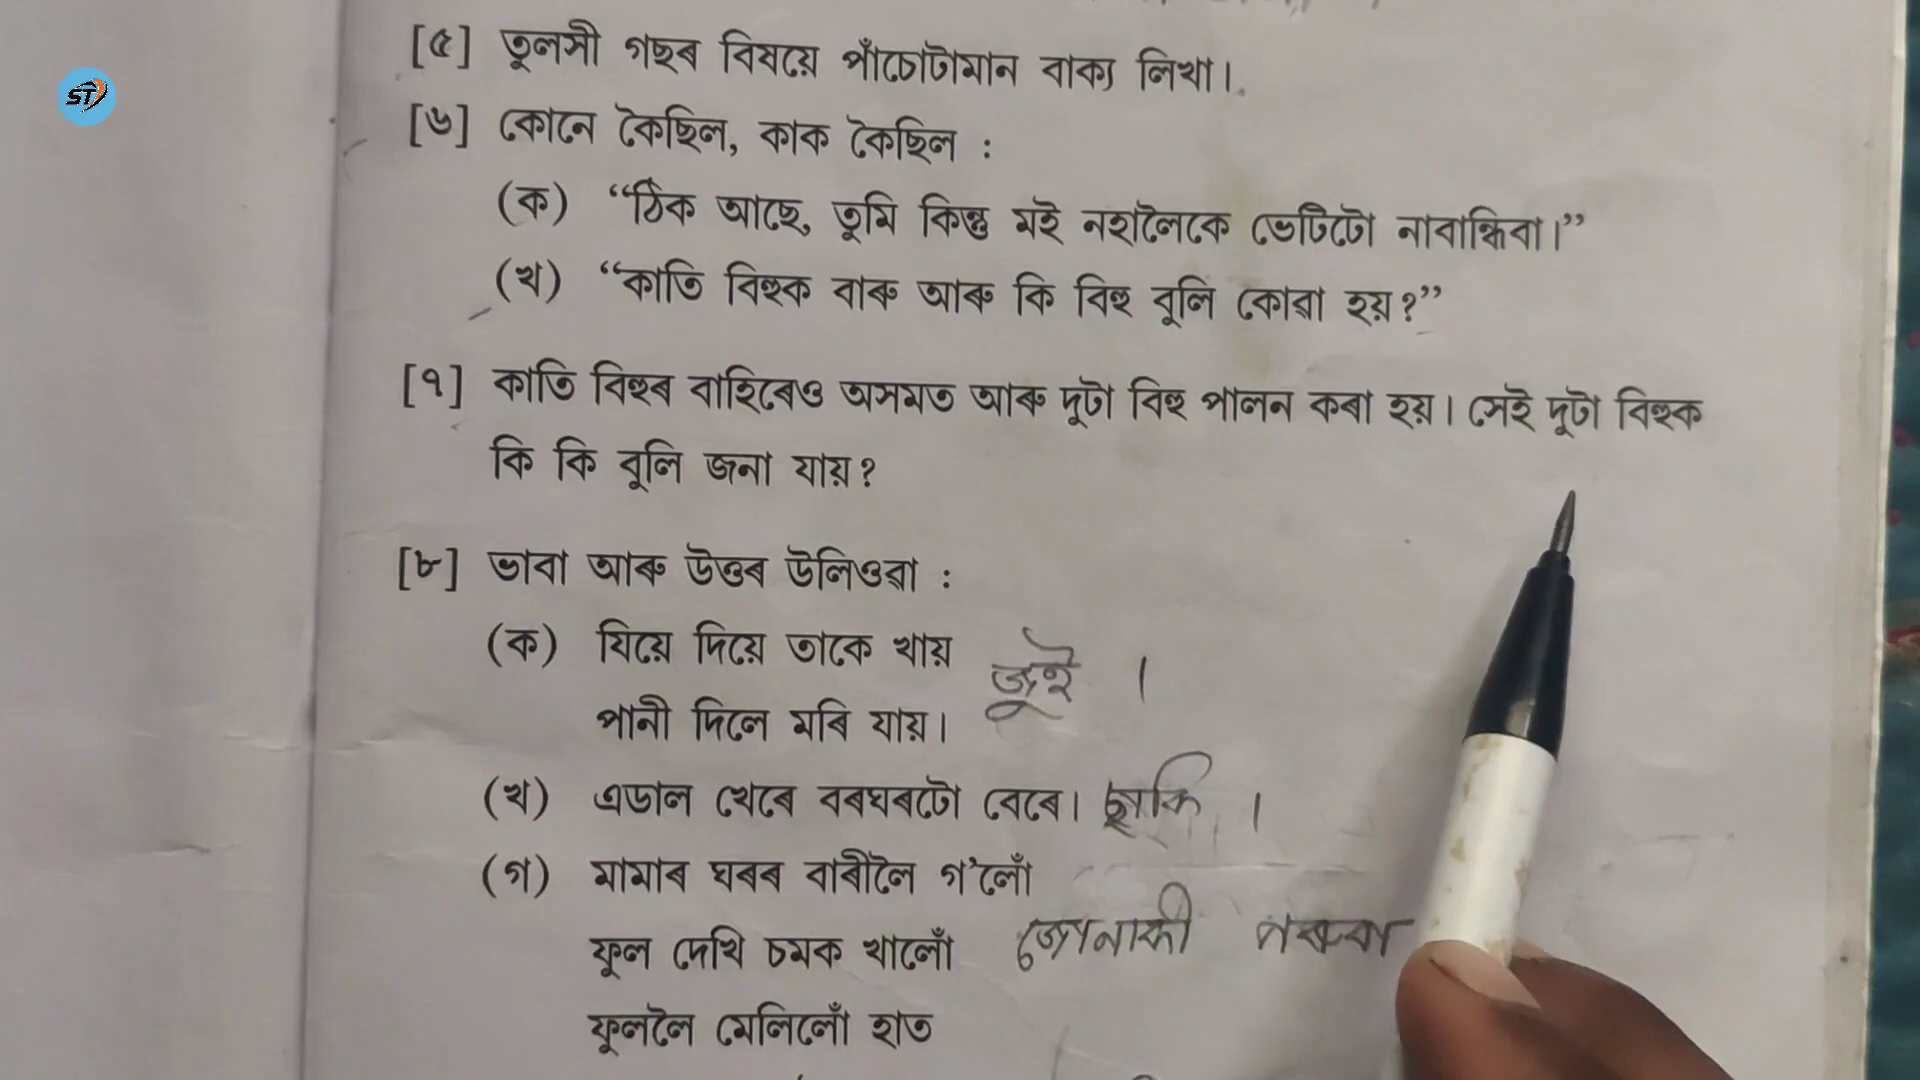 ST
[৫] তুলসী গছৰ বিষয়ে পাঁচোটামান বাক্য লিখা।
[৬] কোনে কৈছিল, কাক কৈছিল :
(ক) “ঠিক আছে, তুমি কিন্তু মই নহালৈকে ভেটিটো নাবান্ধিবা।”
(খ) “কাতি বিহুক বাৰু আৰু কি বিহু বুলি কোৱা হয়?”
[৭] কাতি বিহুৰ বাহিৰেও অসমত আৰু দুটা বিহু পালন কৰা হয়। সেই দুটা বিহুক
কি কি বুলি জনা যায়?
[৮] ভাবা আৰু উত্তৰ উলিওৱা :
(ক) যিয়ে দিয়ে তাকে খায়
পানী দিলে মৰি যায়। জুই ।
(খ) এডাল খেৰে বৰঘৰটো বেৰে। চাকি ।
(গ) মামাৰ ঘৰৰ বাৰীলৈ গ’লোঁ
ফুল দেখি চমক খালোঁ জোনাকী পৰুৱা
ফুললৈ মেলিলোঁ হাত